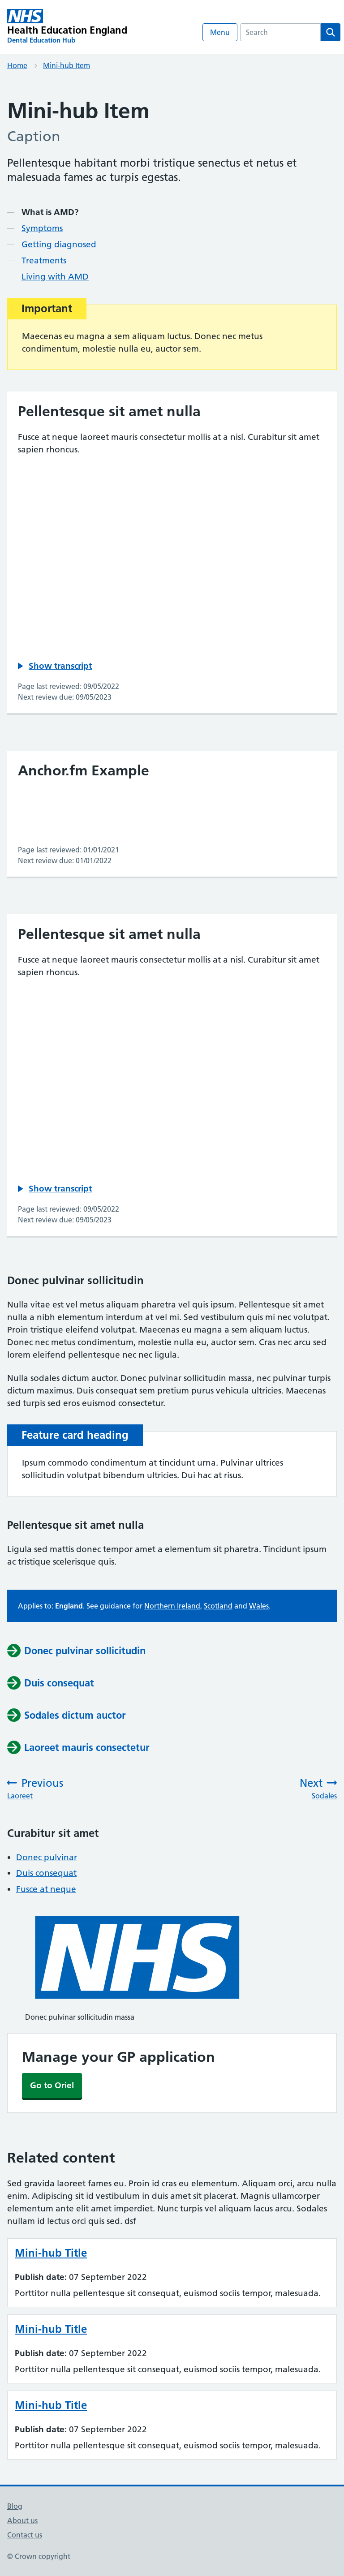 NHS
Health Education England
Dental Education Hub
Menu
Search
Home
Mini-hub Item
Mini-hub Item
Caption
Pellentesque habitant morbi tristique senectus et netus et
malesuada fames ac turpis egestas.
What is AMD?
Symptoms
Getting diagnosed
Treatments
Living with AMD
Important
Maecenas eu magna a sem aliquam luctus. Donec nec metus
condimentum, molestie nulla eu, auctor sem.
Pellentesque sit amet nulla
Fusce at neque laoreet mauris consectetur mollis at a nisl. Curabitur sit amet
sapien rhoncus.
Show transcript
Page last reviewed: 09/05/2022
Next review due: 09/05/2023
Anchor.fm Example
Page last reviewed: 01/01/2021
Next review due: 01/01/2022
Pellentesque sit amet nulla
Fusce at neque laoreet mauris consectetur mollis at a nisl. Curabitur sit amet
sapien rhoncus.
Show transcript
Page last reviewed: 09/05/2022
Next review due: 09/05/2023
Donec pulvinar sollicitudin
Nulla vitae est vel metus aliquam pharetra vel quis ipsum. Pellentesque sit amet
nulla a nibh elementum interdum at vel mi. Sed vestibulum quis mi nec volutpat.
Proin tristique eleifend volutpat. Maecenas eu magna a sem aliquam luctus.
Donec nec metus condimentum, molestie nulla eu, auctor sem. Cras nec arcu sed
lorem eleifend pellentesque nec nec ligula.
Nulla sodales dictum auctor. Donec pulvinar sollicitudin massa, nec pulvinar turpis
dictum maximus. Duis consequat sem pretium purus vehicula ultricies. Maecenas
sed turpis sed eros euismod consectetur.
Feature card heading
Ipsum commodo condimentum at tincidunt urna. Pulvinar ultrices
sollicitudin volutpat bibendum ultricies. Dui hac at risus.
Pellentesque sit amet nulla
Ligula sed mattis donec tempor amet a elementum sit pharetra. Tincidunt ipsum
ac tristique scelerisque quis.
Applies to: England. See guidance for Northern Ireland, Scotland and Wales.
Donec pulvinar sollicitudin
Duis consequat
Sodales dictum auctor
Laoreet mauris consectetur
Previous
Laoreet
Next
Sodales
Curabitur sit amet
Donec pulvinar
Duis consequat
Fusce at neque
NHS
Donec pulvinar sollicitudin massa
Manage your GP application
Go to Oriel
Related content
Sed gravida laoreet fames eu. Proin id cras eu elementum. Aliquam orci, arcu nulla
enim. Adipiscing sit id vestibulum in duis amet sit ut placerat. Magnis ullamcorper
elementum ante elit amet imperdiet. Nunc turpis vel aliquam lacus arcu. Sodales
nullam id lectus orci quis sed. dsf
Mini-hub Title
Publish date: 07 September 2022
Porttitor nulla pellentesque sit consequat, euismod sociis tempor, malesuada.
Mini-hub Title
Publish date: 07 September 2022
Porttitor nulla pellentesque sit consequat, euismod sociis tempor, malesuada.
Mini-hub Title
Publish date: 07 September 2022
Porttitor nulla pellentesque sit consequat, euismod sociis tempor, malesuada.
Blog
About us
Contact us
© Crown copyright